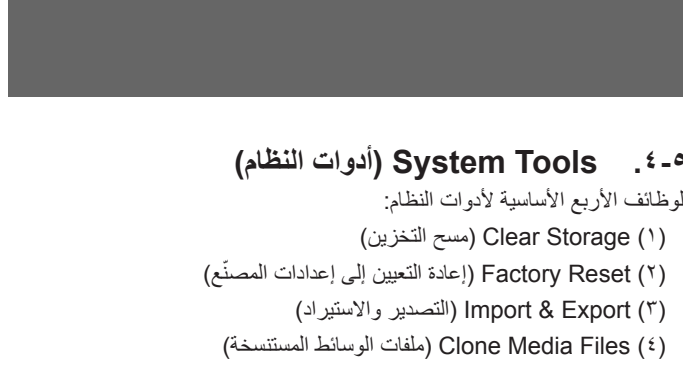 ٤-٥. System Tools (أدوات النظام)
لوظائف الأربع الأساسية لأدوات النظام:
(١) Clear Storage (مسح التخزين)
(٢) Factory Reset (إعادة التعيين إلى إعدادات المصنّع)
(٣) Import & Export (التصدير والاستيراد)
(٤) Clone Media Files (ملفات الوسائط المستنسخة)